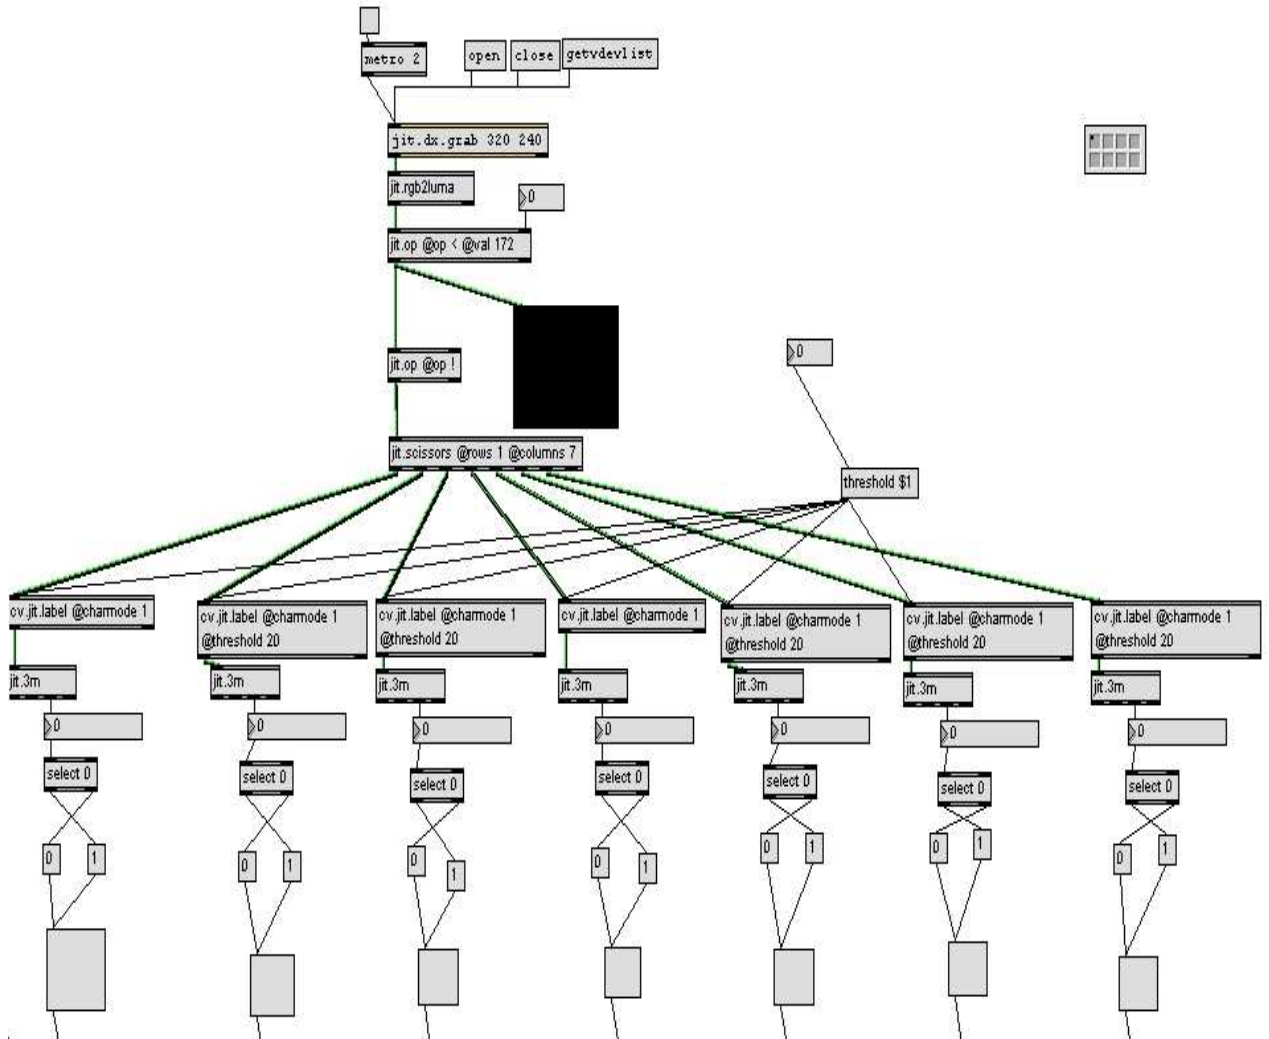 metro 2
open
close
getvdevlist
jit.dx.grab 320 240
jit.rgb2luma
0
jit.op @op < @val 172
jit.op @op !
0
jit.scissors @rows 1 @columns 7
threshold $1
cv.jit.label @charmode 1
cv.jit.label @charmode 1
@threshold 20
cv.jit.label @charmode 1
@threshold 20
cv.jit.label @charmode 1
cv.jit.label @charmode 1
@threshold 20
cv.jit.label @charmode 1
@threshold 20
cv.jit.label @charmode 1
@threshold 20
jit.3m
jit.3m
jit.3m
jit.3m
jit.3m
jit.3m
jit.3m
0
0
0
0
0
0
0
select 0
select 0
select 0
select 0
select 0
select 0
select 0
0
1
0
1
0
1
0
1
0
1
0
1
0
1